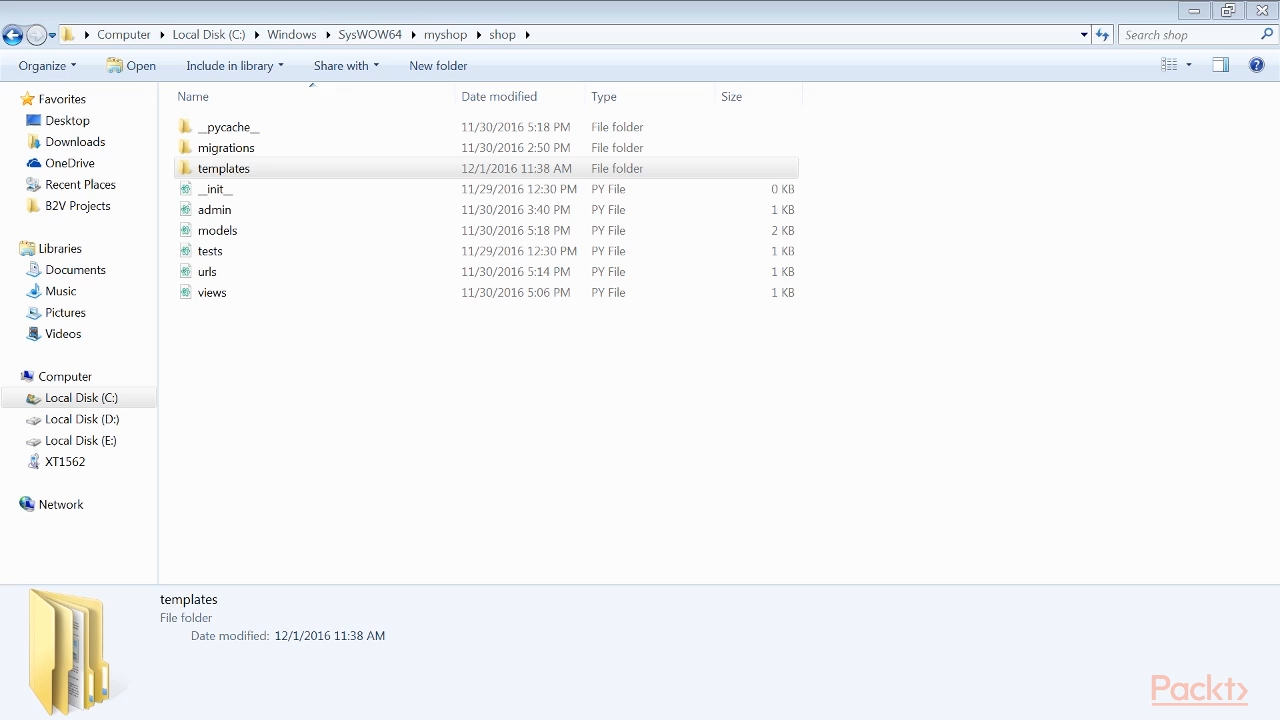 Computer Local Disk (C:) Windows SysWOW64 myshop shop Search shop
Organize Open Include in library Share with New folder
Favorites
Desktop
Downloads
OneDrive
Recent Places
B2V Projects
Libraries
Documents
Music
Pictures
Videos
Computer
Local Disk (C:)
Local Disk (D:)
Local Disk (E:)
XT1562
Network
Name Date modified Type Size
__pycache__ 11/30/2016 5:18 PM File folder
migrations 11/30/2016 2:50 PM File folder
templates 12/1/2016 11:38 AM File folder
__init__ 11/29/2016 12:30 PM PY File 0 KB
admin 11/30/2016 3:40 PM PY File 1 KB
models 11/30/2016 5:18 PM PY File 2 KB
tests 11/29/2016 12:30 PM PY File 1 KB
urls 11/30/2016 5:14 PM PY File 1 KB
views 11/30/2016 5:06 PM PY File 1 KB
templates
File folder
Date modified: 12/1/2016 11:38 AM
Packt